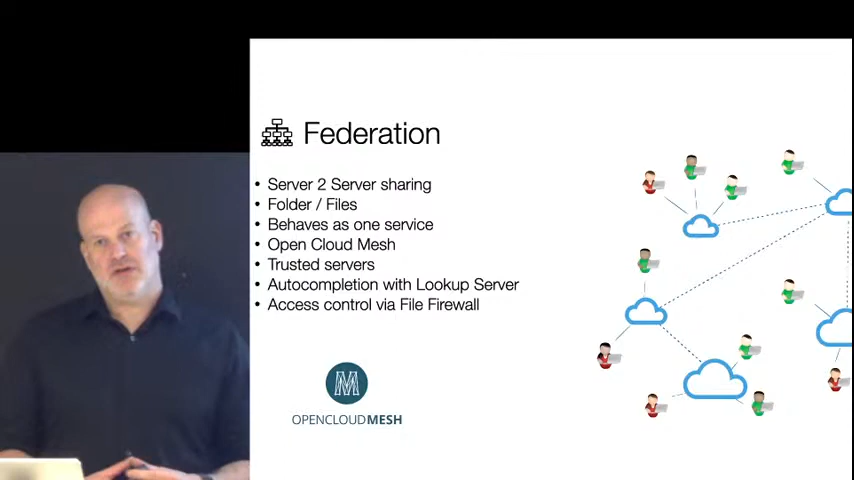 Federation
• Server 2 Server sharing
• Folder / Files
• Behaves as one service
• Open Cloud Mesh
• Trusted servers
• Autocompletion with Lookup Server
• Access control via File Firewall
M
OPENCLOUDMESH